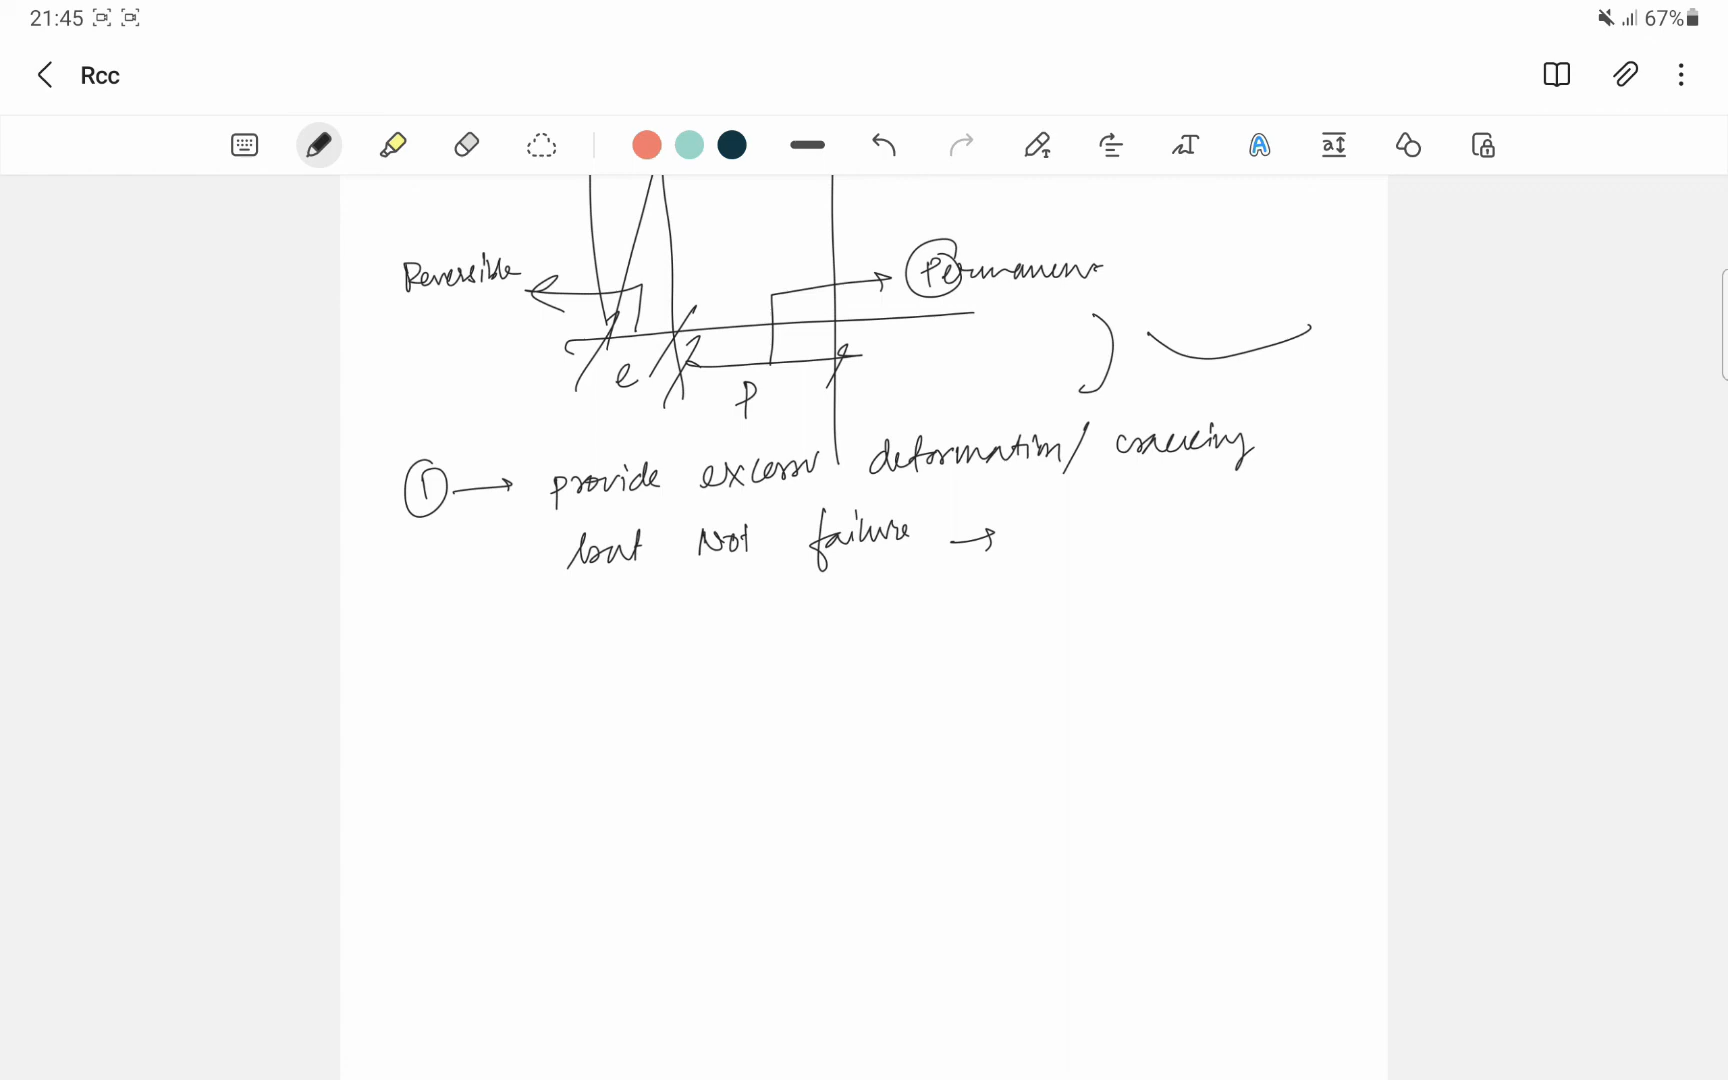 21:45
67%
Rcc
Reversible
Permanent
e
P
① → provide excess deformation/ cracking
but Not failure →